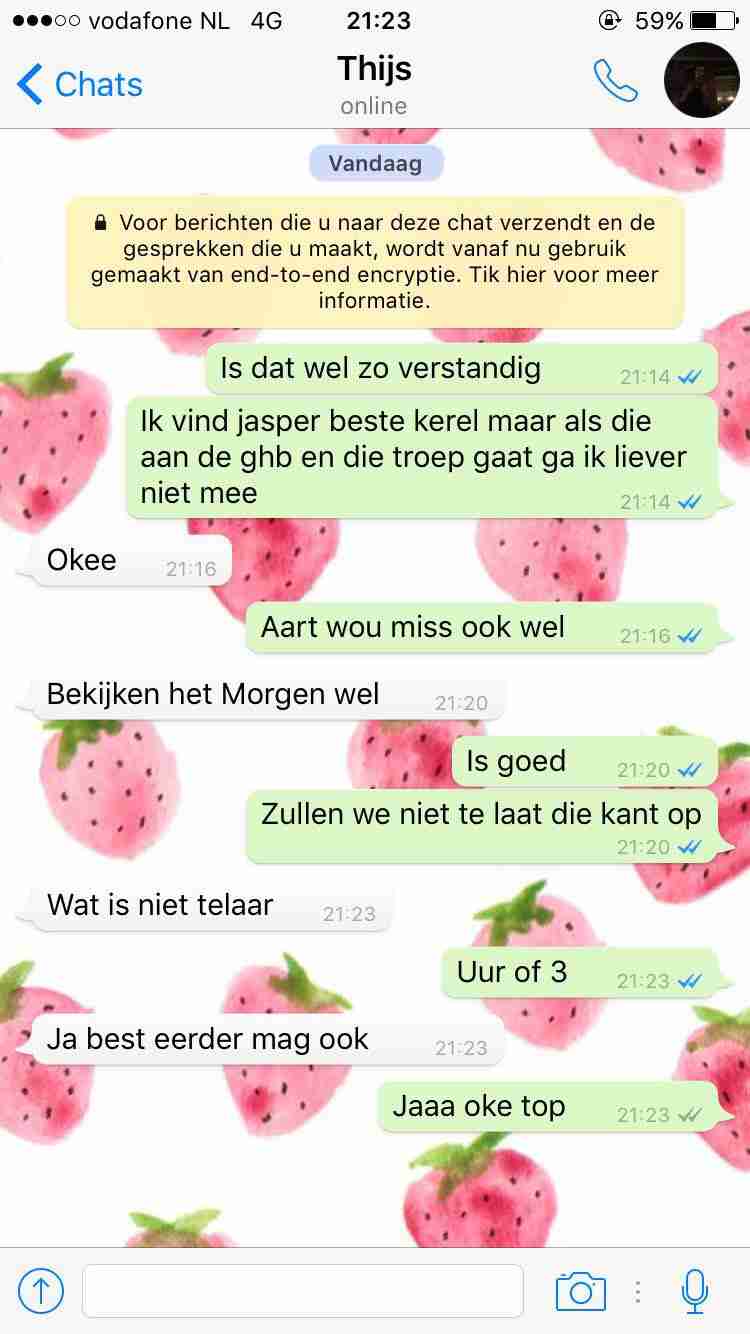 vodafone NL 4G 21:23 59%
Chats Thijs
online
Vandaag
Voor berichten die u naar deze chat verzendt en de
gesprekken die u maakt, wordt vanaf nu gebruik
gemaakt van end-to-end encryptie. Tik hier voor meer
informatie.
Is dat wel zo verstandig 21:14
Ik vind jasper beste kerel maar als die
aan de ghb en die troep gaat ga ik liever
niet mee 21:14
Okee 21:16
Aart wou miss ook wel 21:16
Bekijken het Morgen wel 21:20
Is goed 21:20
Zullen we niet te laat die kant op
21:20
Wat is niet telaar 21:23
Uur of 3 21:23
Ja best eerder mag ook 21:23
Jaaa oke top 21:23